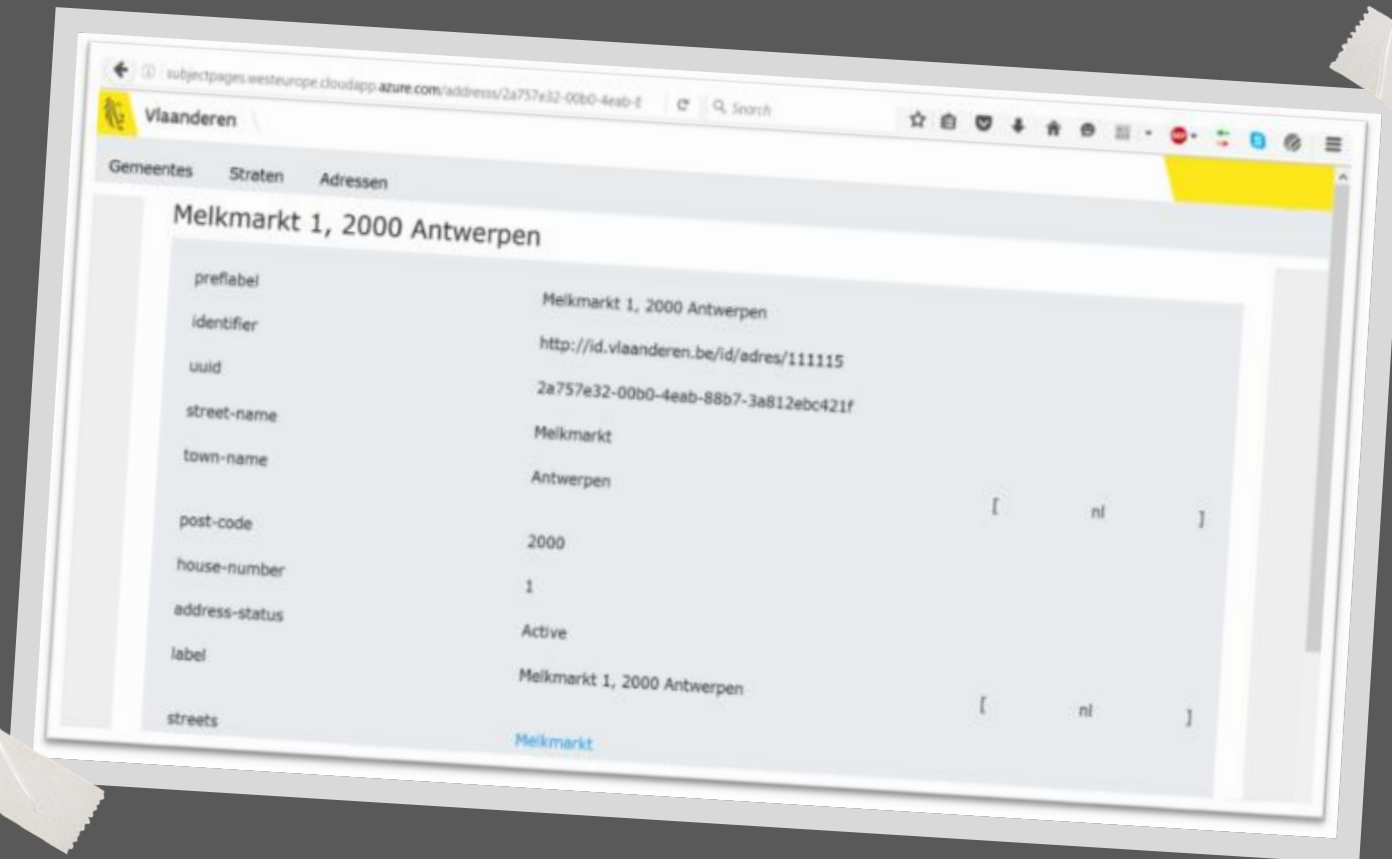 subjectpages.westeurope.cloudapp.azure.com/addresss/2a757e32-00b0-4eab-8
Search
Vlaanderen
Gemeentes Straten Adressen
Melkmarkt 1, 2000 Antwerpen
preflabel Melkmarkt 1, 2000 Antwerpen
identifier http://id.vlaanderen.be/id/adres/111115
uuid 2a757e32-00b0-4eab-88b7-3a812ebc421f
street-name Melkmarkt
town-name Antwerpen [ nl ]
post-code 2000
house-number 1
address-status Active
label Melkmarkt 1, 2000 Antwerpen [ nl ]
streets Melkmarkt